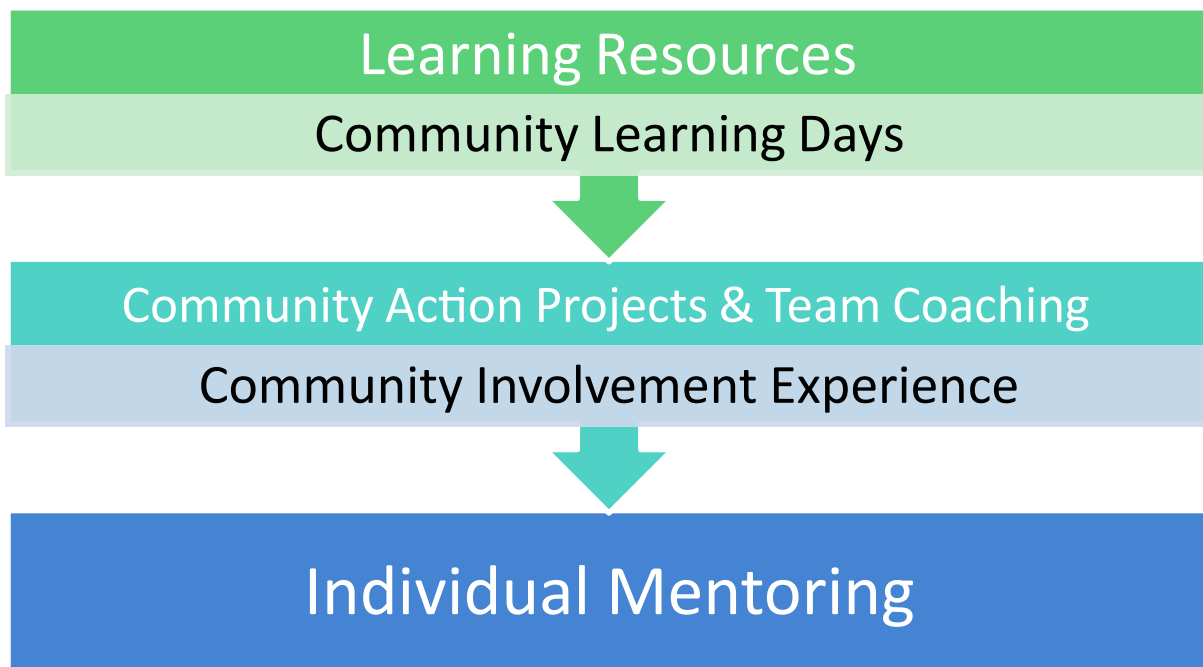 Learning Resources
Community Learning Days
Community Action Projects & Team Coaching
Community Involvement Experience
Individual Mentoring